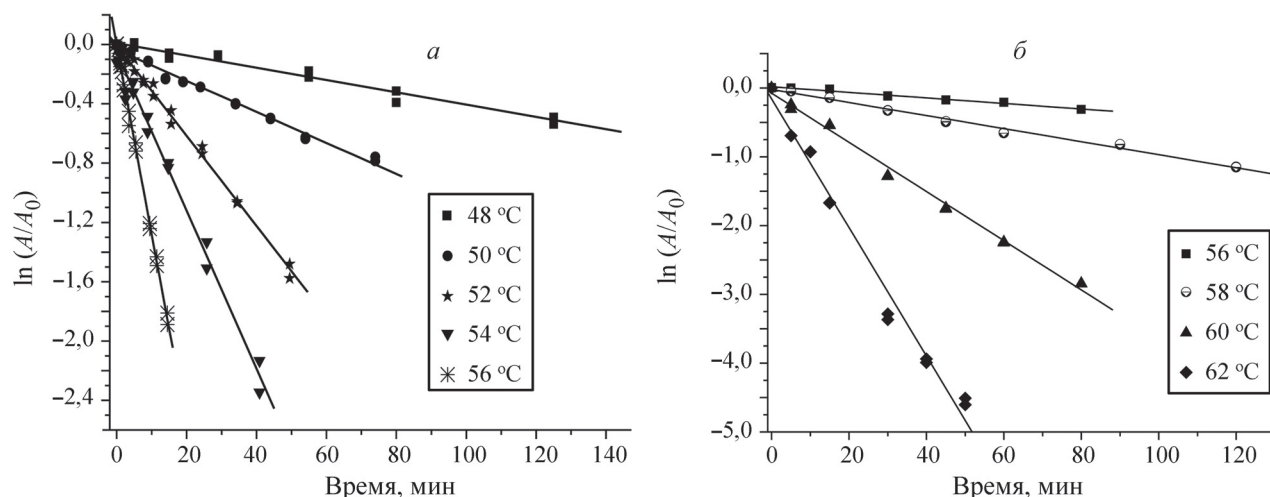 а
ln (A/A0)
0,0
–0,4
–0,8
–1,2
–1,6
–2,0
–2,4
48 °C
50 °C
52 °C
54 °C
56 °C
0 20 40 60 80 100 120 140
Время, мин
б
ln (A/A0)
0,0
–1,0
–2,0
–3,0
–4,0
–5,0
56 °C
58 °C
60 °C
62 °C
0 20 40 60 80 100 120
Время, мин